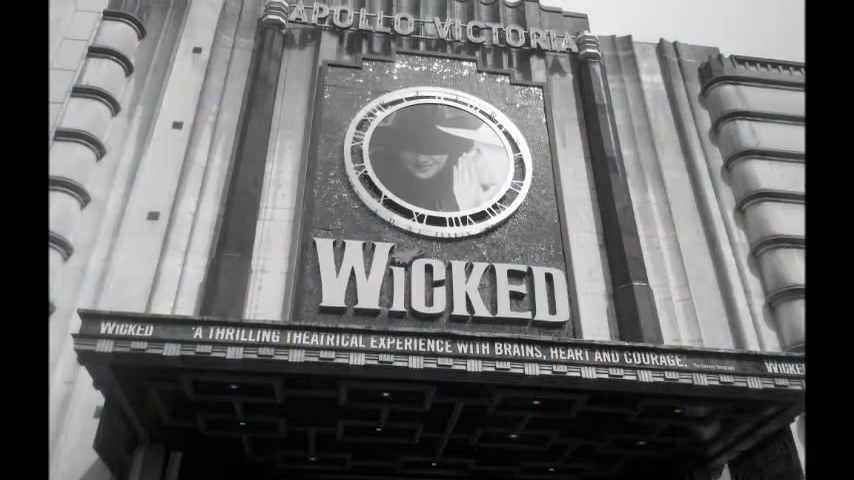 APOLLO VICTORIA
WICKED
WICKED 'A THRILLING THEATRICAL EXPERIENCE WITH BRAINS, HEART AND COURAGE. WICKED